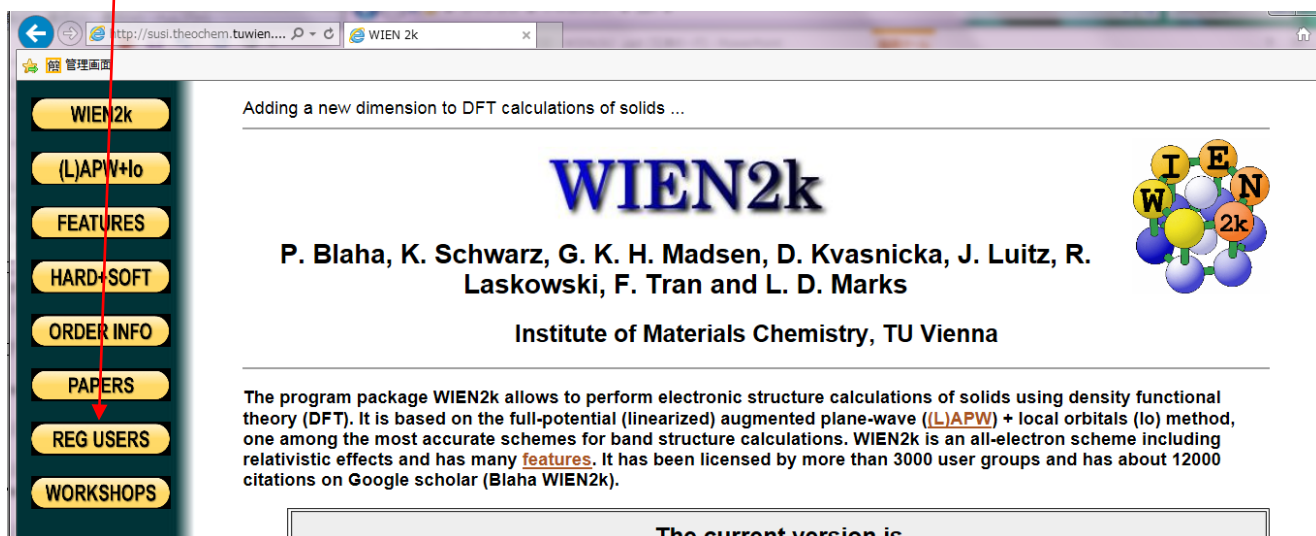 http://susi.theochem.tuwien....
WIEN 2k
管理画面
WIEN2k
(L)APW+lo
FEATURES
HARD+SOFT
ORDER INFO
PAPERS
REG USERS
WORKSHOPS
Adding a new dimension to DFT calculations of solids ...
WIEN2k
W I E N 2k
P. Blaha, K. Schwarz, G. K. H. Madsen, D. Kvasnicka, J. Luitz, R.
Laskowski, F. Tran and L. D. Marks
Institute of Materials Chemistry, TU Vienna
The program package WIEN2k allows to perform electronic structure calculations of solids using density functional
theory (DFT). It is based on the full-potential (linearized) augmented plane-wave ((L)APW) + local orbitals (lo) method,
one among the most accurate schemes for band structure calculations. WIEN2k is an all-electron scheme including
relativistic effects and has many features. It has been licensed by more than 3000 user groups and has about 12000
citations on Google scholar (Blaha WIEN2k).
The current version is